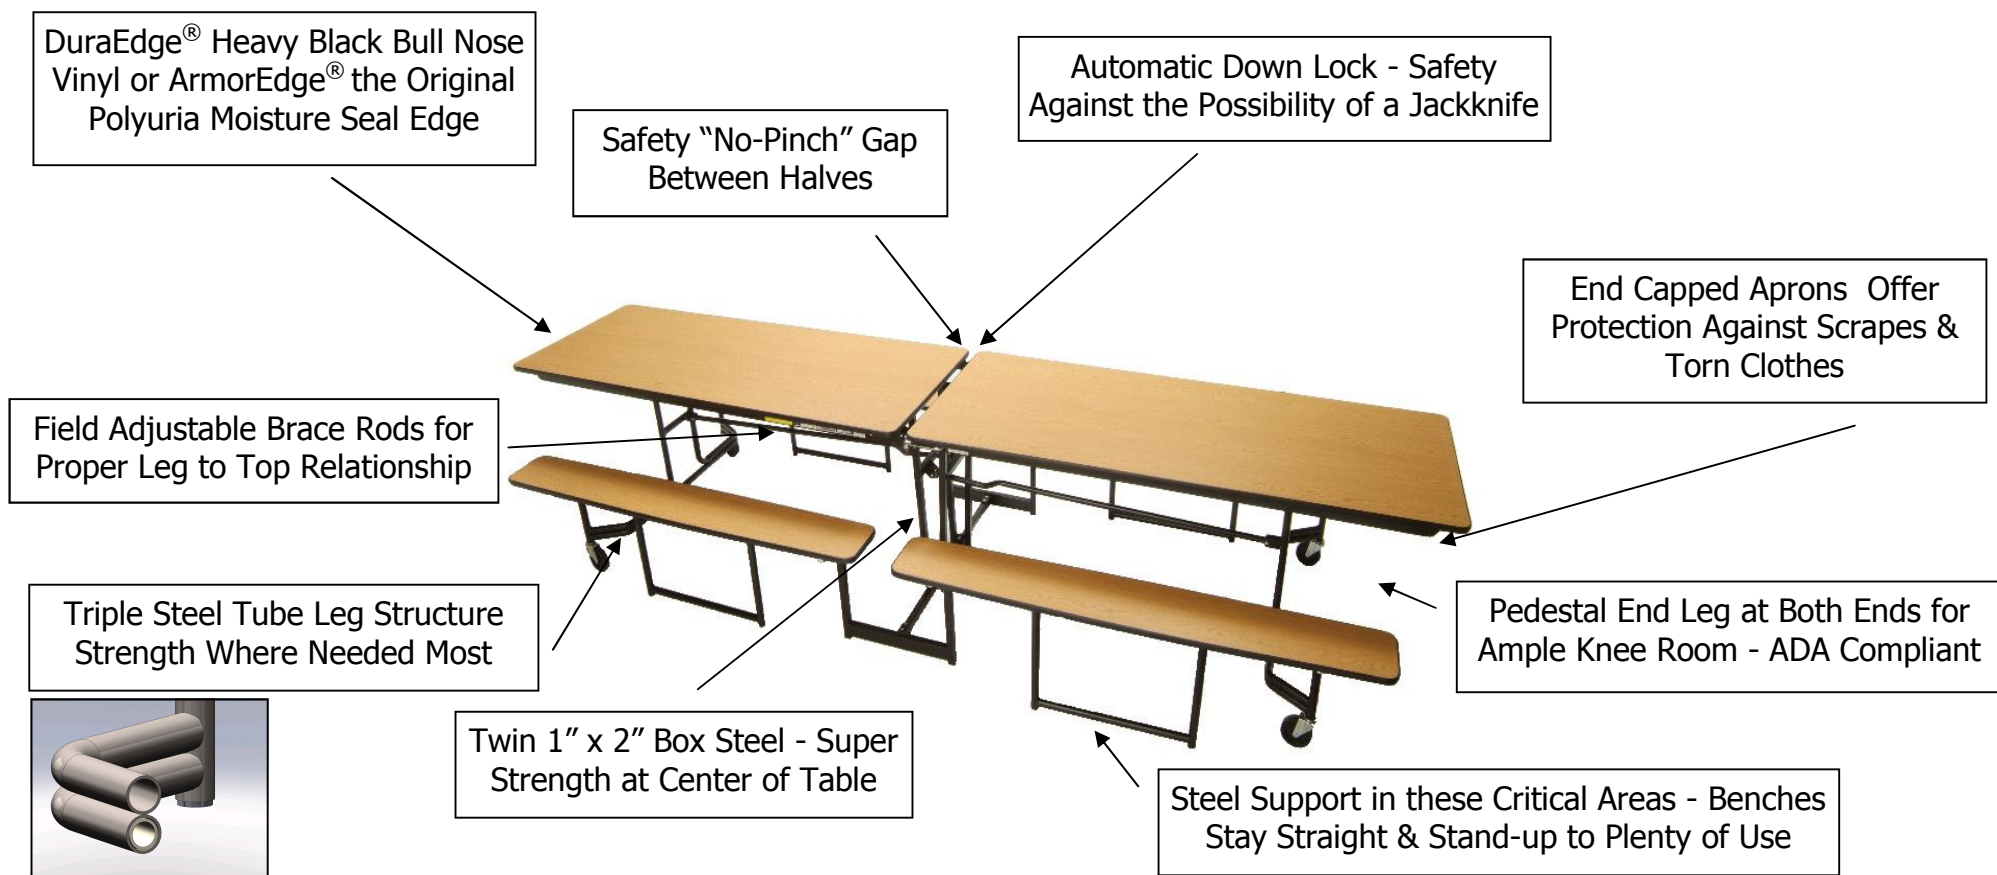 DuraEdge® Heavy Black Bull Nose
Vinyl or ArmorEdge® the Original
Polyuria Moisture Seal Edge
Safety “No-Pinch” Gap
Between Halves
Automatic Down Lock - Safety
Against the Possibility of a Jackknife
End Capped Aprons  Offer
Protection Against Scrapes &
Torn Clothes
Field Adjustable Brace Rods for
Proper Leg to Top Relationship
Triple Steel Tube Leg Structure
Strength Where Needed Most
Twin 1” x 2” Box Steel - Super
Strength at Center of Table
Pedestal End Leg at Both Ends for
Ample Knee Room - ADA Compliant
Steel Support in these Critical Areas - Benches
Stay Straight & Stand-up to Plenty of Use